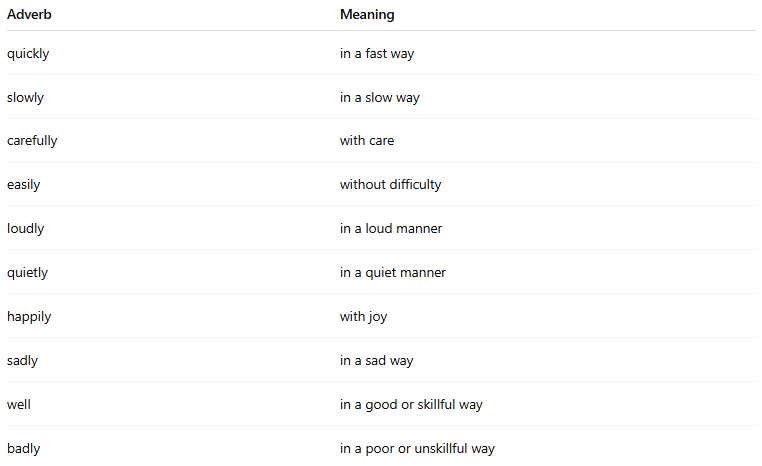 Adverb Meaning
quickly in a fast way
slowly in a slow way
carefully with care
easily without difficulty
loudly in a loud manner
quietly in a quiet manner
happily with joy
sadly in a sad way
well in a good or skillful way
badly in a poor or unskillful way